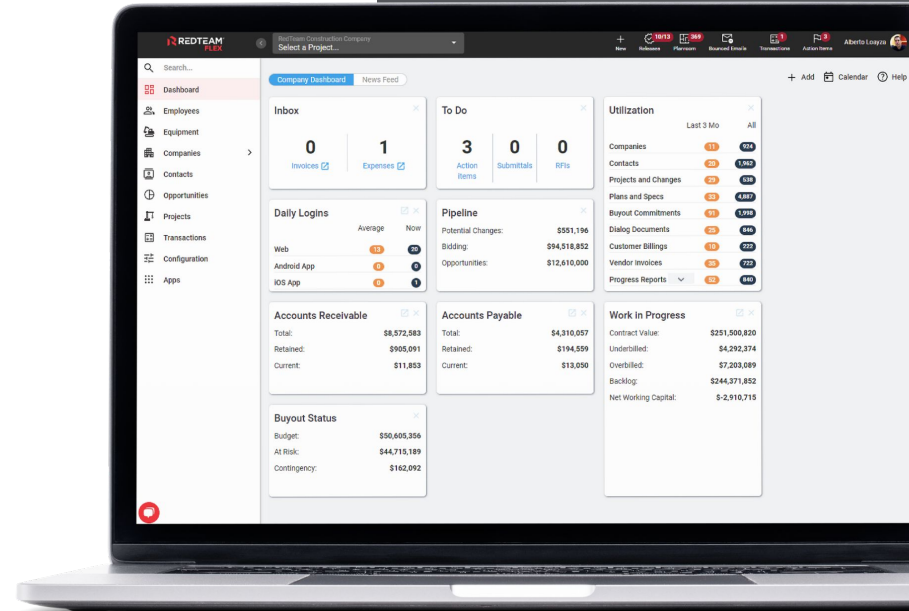 REDTEAM
FLEX
RedTeam Construction Company
Select a Project...
New
10/13
Releases
369
Planroom
Bounced Emails
1
Transactions
3
Action Items
Alberto Loayza
Search...
Dashboard
Employees
Equipment
Companies
Contacts
Opportunities
Projects
Transactions
Configuration
Apps
Company Dashboard News Feed
+ Add Calendar Help
Inbox
0 1
Invoices Expenses
To Do
3 0 0
Action Items Submittals RFIs
Utilization
Last 3 Mo All
Companies 11 924
Contacts 20 1,962
Projects and Changes 29 538
Plans and Specs 33 4,887
Buyout Commitments 91 1,998
Dialog Documents 25 846
Customer Billings 10 222
Vendor Invoices 35 722
Progress Reports 52 840
Daily Logins
Average Now
Web 13 20
Android App 0 0
iOS App 0 1
Pipeline
Potential Changes: $551,196
Bidding: $94,518,852
Opportunities: $12,610,000
Accounts Receivable
Total: $8,572,583
Retained: $905,091
Current: $11,853
Accounts Payable
Total: $4,310,057
Retained: $194,559
Current: $13,050
Work In Progress
Contract Value: $251,500,820
Underbilled: $4,292,374
Overbilled: $7,203,089
Backlog: $244,371,852
Net Working Capital: $-2,910,715
Buyout Status
Budget: $50,605,356
At Risk: $44,715,189
Contingency: $162,092